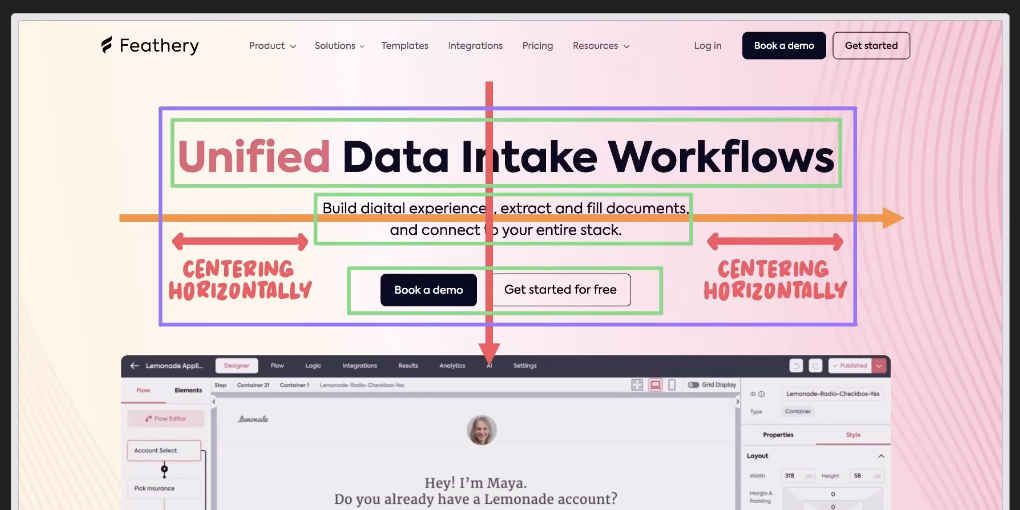 Feathery
Product Solutions Templates Integrations Pricing Resources Log in Book a demo Get started
Unified Data Intake Workflows
Build digital experiences, extract and fill documents,
and connect to your entire stack.
CENTERING
HORIZONTALLY
CENTERING
HORIZONTALLY
Book a demo Get started for free
Lemonade Appli... Designer Flow Logic Integrations Results Analytics AI Settings Published
Flow Elements
Step Container 21 Container 1 Lemonade-Radio-Checkbox-Yes Grid Display
ID Lemonade-Radio-Checkbox-Yes
Type Container
Flow Editor
Lemonade
Properties Style
Account Select
Layout
Width 318 px Height 58 px
Pick Insurance
Hey! I'm Maya.
Do you already have a Lemonade account?
Margin &
Padding
0
0